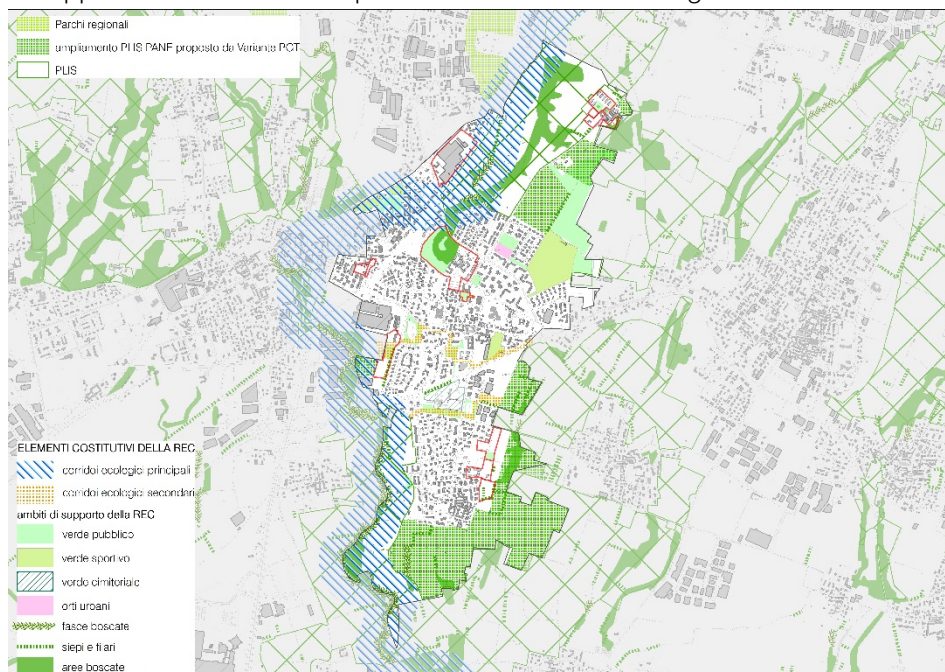 Parchi regionali
ampliamento PLIS PANE proposto da Variante PGT
PLIS
ELEMENTI COSTITUTIVI DELLA REC
corridoi ecologici principali
corridoi ecologici secondari
ambiti di supporto della REC
verde pubblico
verde sportivo
verde cimiteriale
orti urbani
fasce boscate
siepi e filari
aree boscate